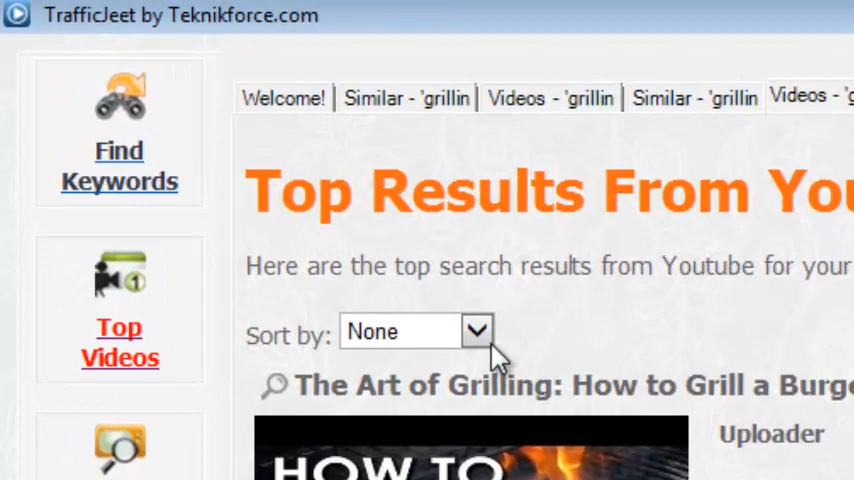 TrafficJeet by Teknikforce.com
Welcome! Similar - 'grillin Videos - 'grillin Similar - 'grillin Videos - 'g
Find
Keywords
Top Results From You
Here are the top search results from Youtube for your
Top
Videos
Sort by: None
The Art of Grilling: How to Grill a Burge
Uploader
HOW TO